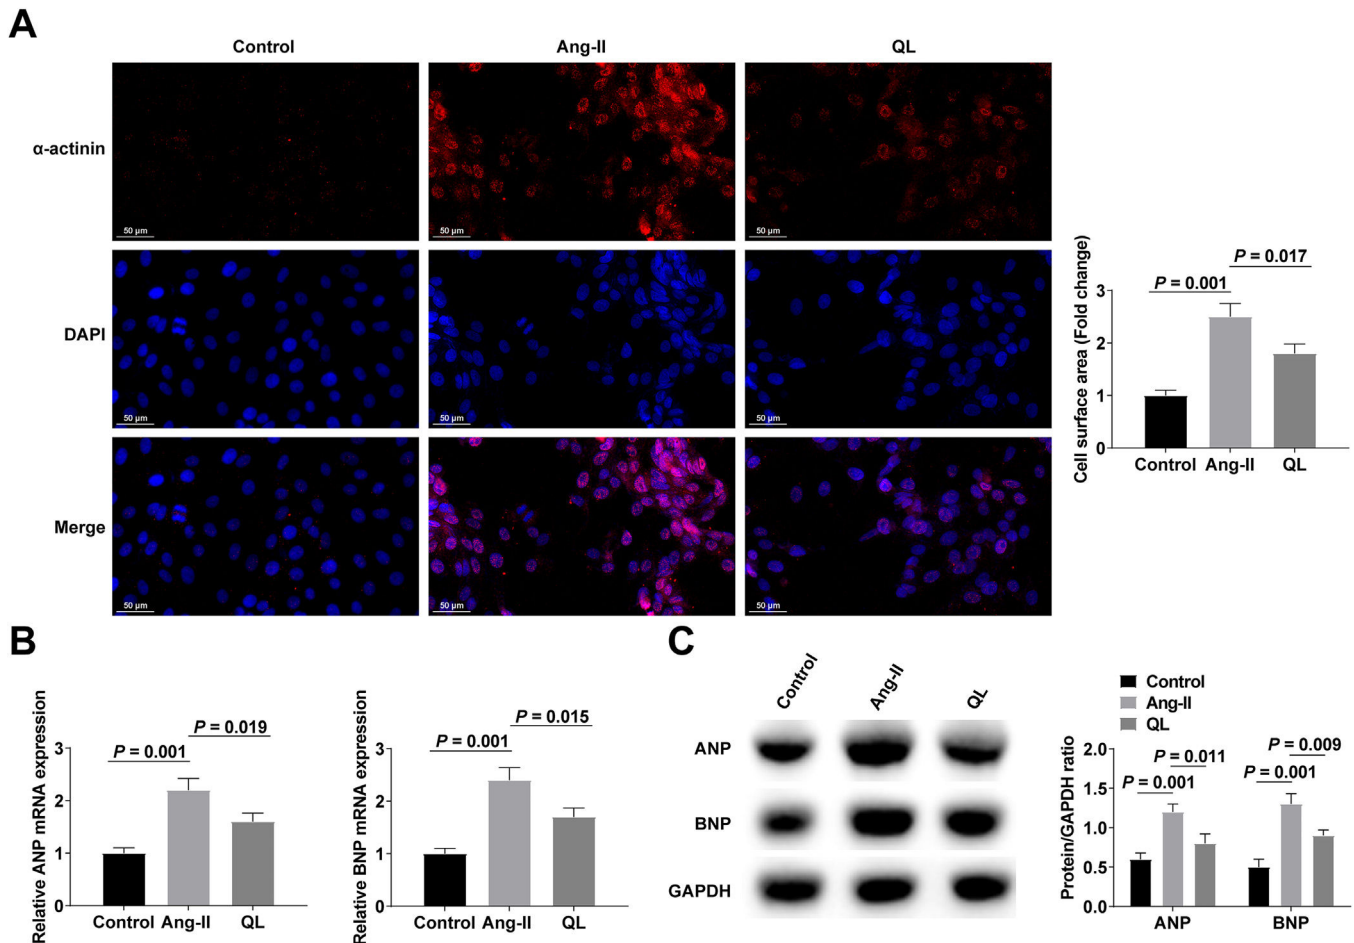 A
Control Ang-II QL
α-actinin
50 µm 50 µm 50 µm
DAPI
50 µm 50 µm 50 µm
Merge
50 µm 50 µm 50 µm
Cell surface area (Fold change)
P = 0.017
P = 0.001
3
2
1
0
Control Ang-II QL
B
Relative ANP mRNA expression
P = 0.019
P = 0.001
3
2
1
0
Control Ang-II QL
Relative BNP mRNA expression
P = 0.015
P = 0.001
3
2
1
0
Control Ang-II QL
C
Control Ang-II QL
ANP
BNP
GAPDH
Control
Ang-II
QL
Protein/GAPDH ratio
2.0
1.5
1.0
0.5
0.0
P = 0.009
P = 0.011
P = 0.001
P = 0.001
ANP BNP